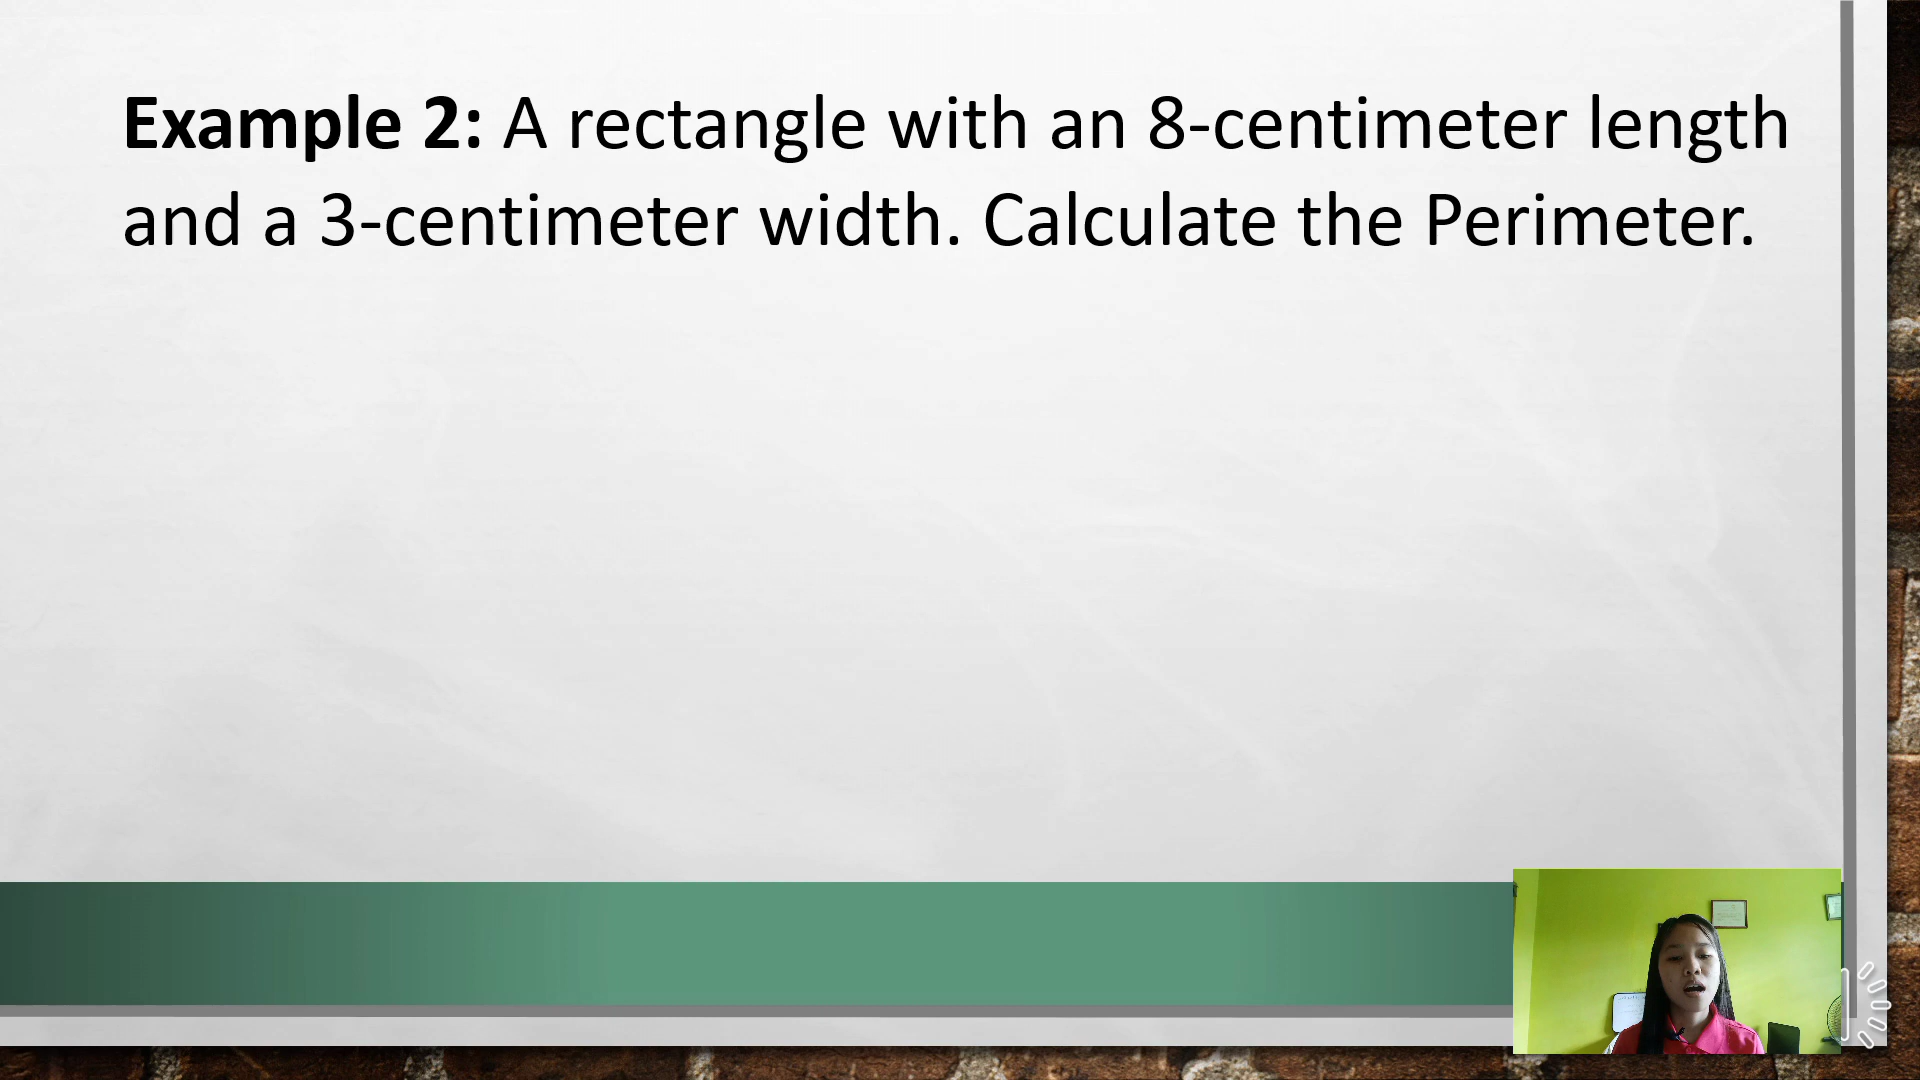 Example 2: A rectangle with an 8-centimeter length
and a 3-centimeter width. Calculate the Perimeter.